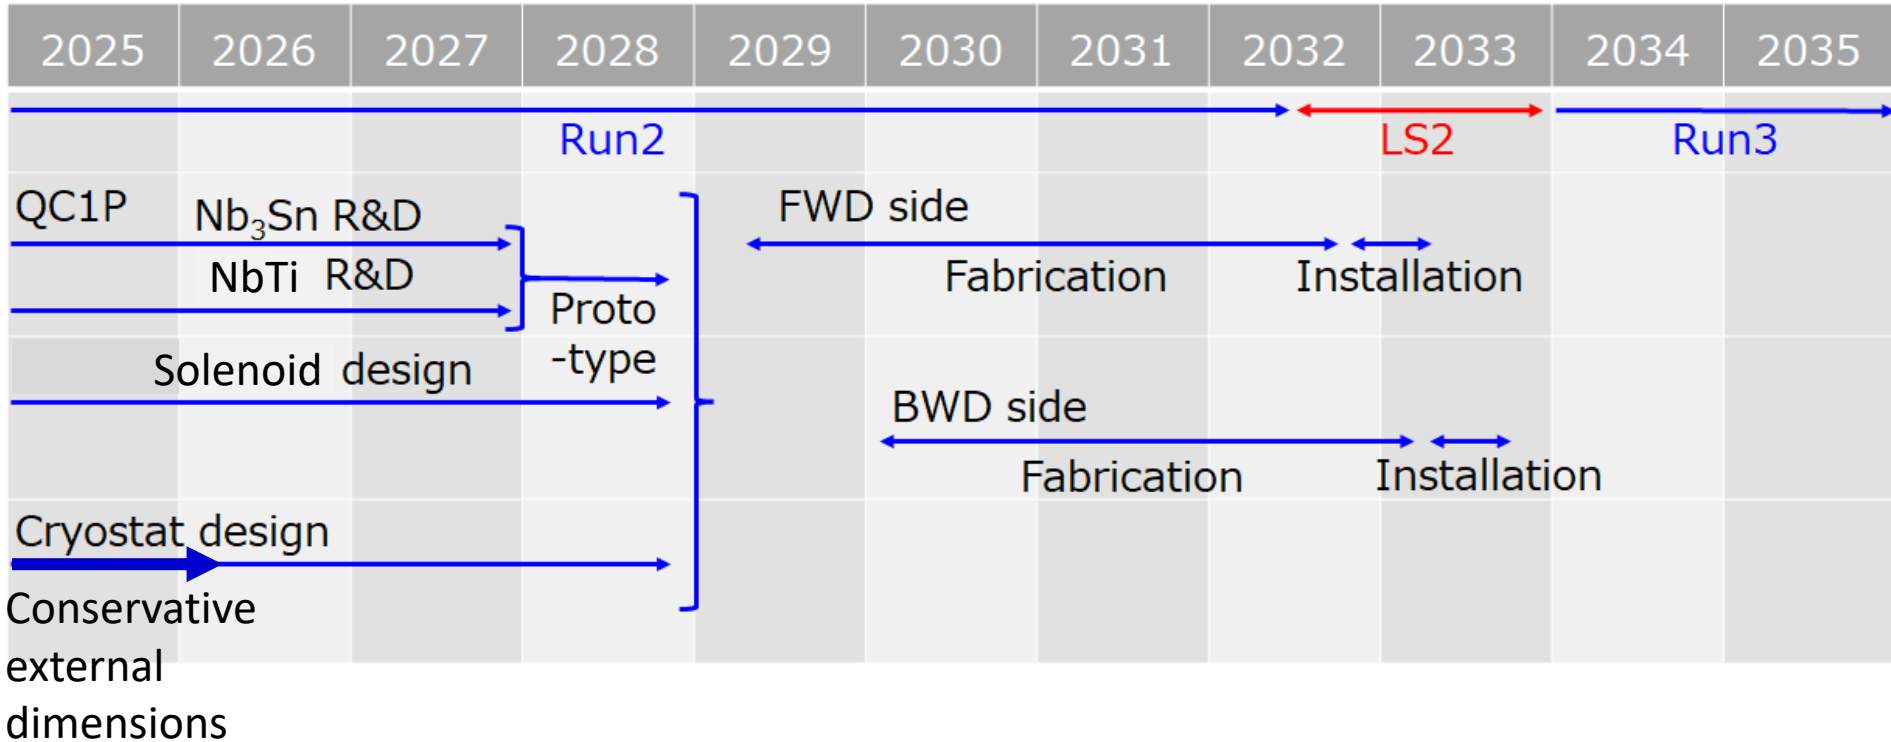 2025 2026 2027 2028 2029 2030 2031 2032 2033 2034 2035
Run2 LS2 Run3
QC1P Nb₃Sn R&D FWD side
NbTi R&D Fabrication Installation
Proto
-type
Solenoid design
BWD side
Fabrication Installation
Cryostat design
Conservative
external
dimensions